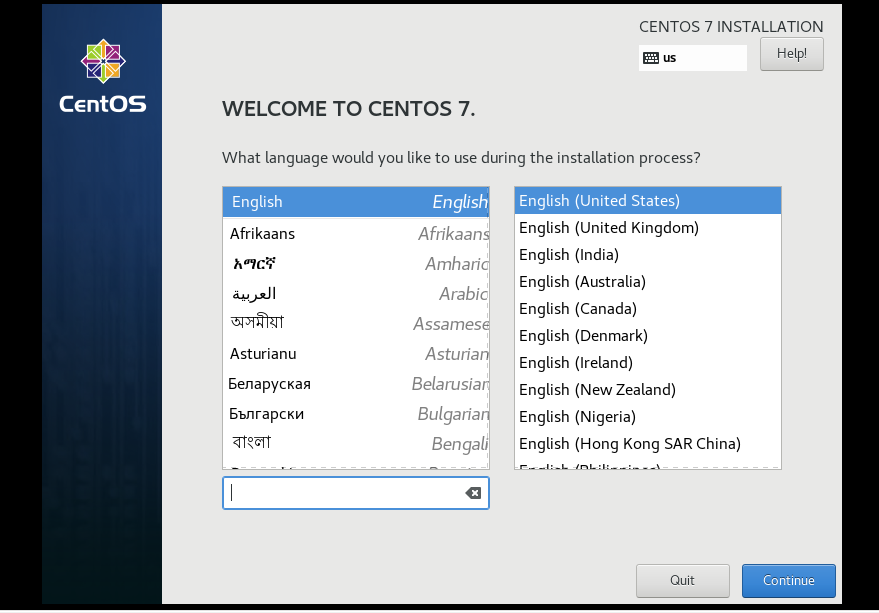 CentOS
CENTOS 7 INSTALLATION
us
Help!
WELCOME TO CENTOS 7.
What language would you like to use during the installation process?
English English
Afrikaans Afrikaans
አማርኛ Amharic
العربية Arabic
অসমীয়া Assamese
Asturianu Asturian
Беларуская Belarusian
Български Bulgarian
বাংলা Bengali
English (United States)
English (United Kingdom)
English (India)
English (Australia)
English (Canada)
English (Denmark)
English (Ireland)
English (New Zealand)
English (Nigeria)
English (Hong Kong SAR China)
English (Philippines)
Quit
Continue